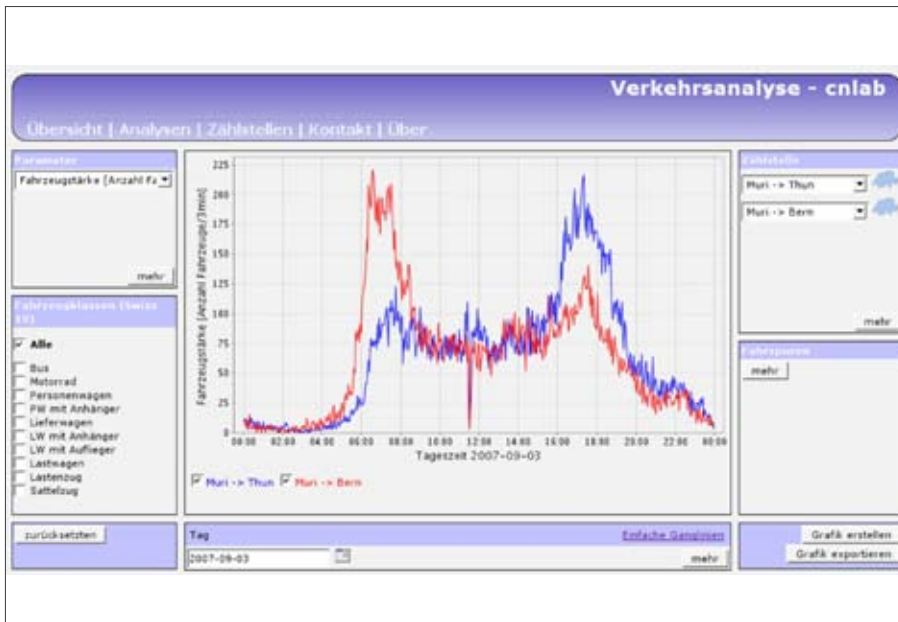 Verkehrsanalyse - cnlab
Übersicht | Analysen | Zählstellen | Kontakt | Über
Parameter
Fahrzeugstärke [Anzahl Fa
mehr
Fahrzeugklassen (Swiss
10)
Alle
Bus
Motorrad
Personenwagen
PW mit Anhänger
Lieferwagen
LW mit Anhänger
LW mit Auflieger
Lastwagen
Lastenzug
Sattelzug
zurücksetzten
Fahrzeugstärke [Anzahl Fahrzeuge/3min]
225
200
175
150
125
100
75
50
25
0
00:00 02:00 04:00 06:00 08:00 10:00 12:00 14:00 16:00 18:00 20:00 22:00 00:00
Tageszeit 2007-09-03
Muri -> Thun Muri -> Bern
Tag
Einfache Ganglinien
2007-09-03
mehr
Zählstelle
Muri -> Thun
Muri -> Bern
mehr
Fahrspuren
mehr
Grafik erstellen
Grafik exportieren